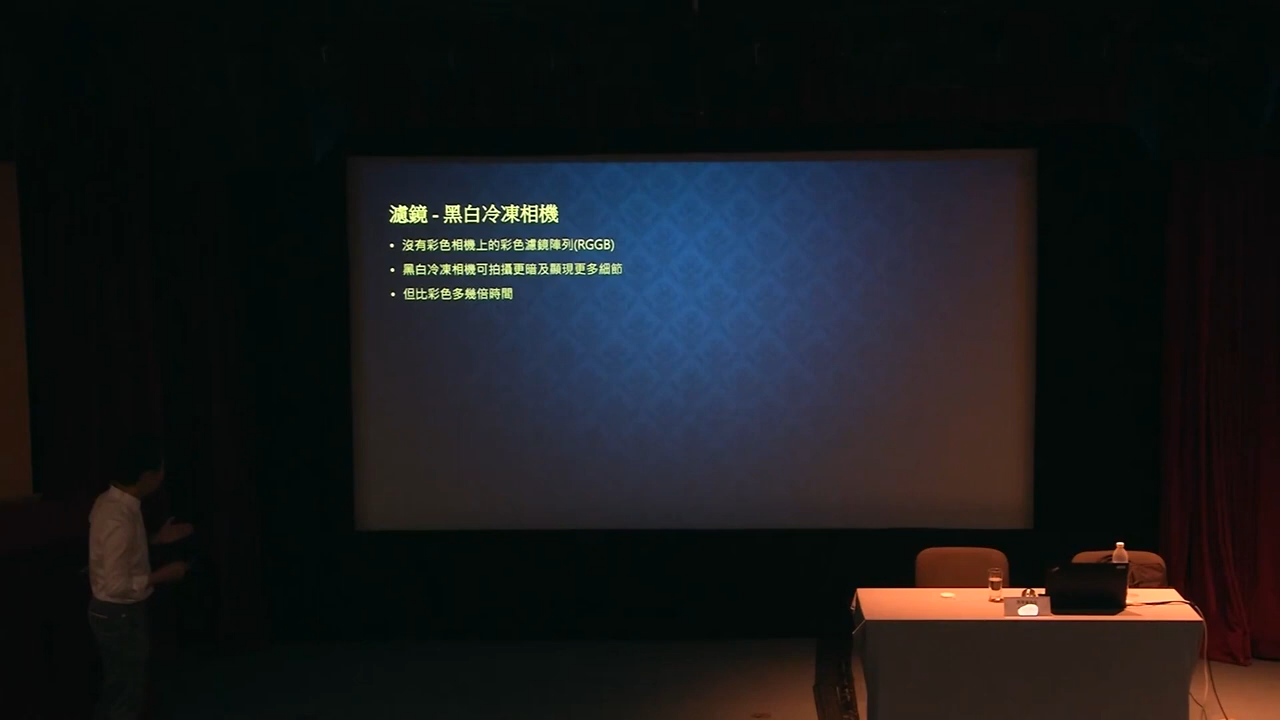 濾鏡 - 黑白冷凍相機
• 沒有彩色相機上的彩色濾鏡陣列(RGGB)
• 黑白冷凍相機可拍攝更暗及顯現更多細節
• 但比彩色多幾倍時間